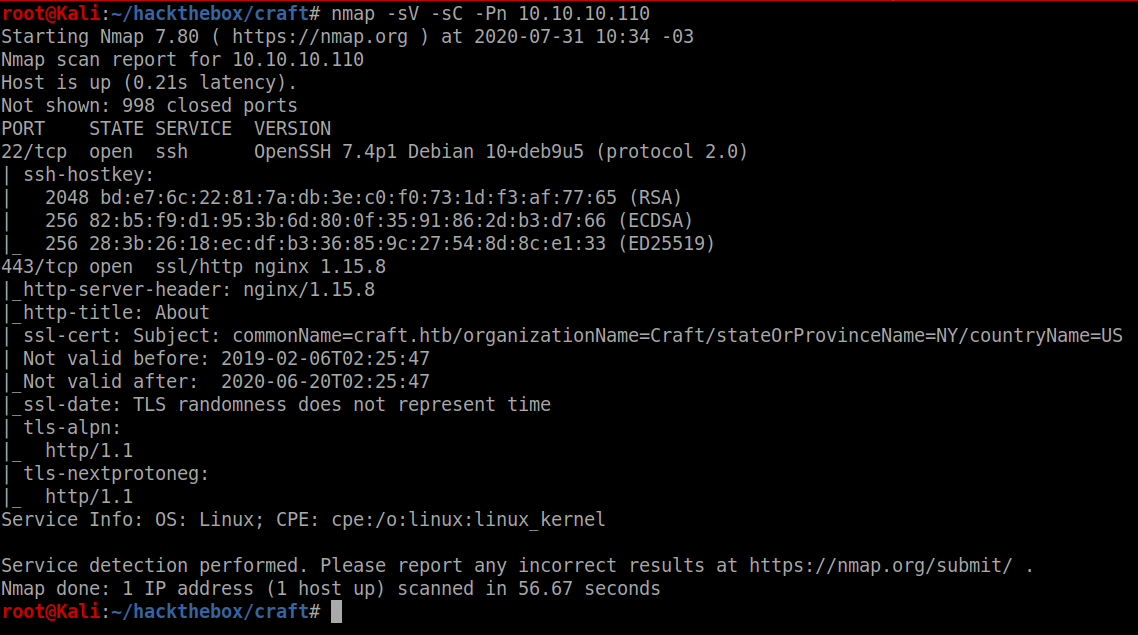 root@Kali:~/hackthebox/craft# nmap -sV -sC -Pn 10.10.10.110
Starting Nmap 7.80 ( https://nmap.org ) at 2020-07-31 10:34 -03
Nmap scan report for 10.10.10.110
Host is up (0.21s latency).
Not shown: 998 closed ports
PORT    STATE SERVICE  VERSION
22/tcp  open  ssh      OpenSSH 7.4p1 Debian 10+deb9u5 (protocol 2.0)
| ssh-hostkey:
|   2048 bd:e7:6c:22:81:7a:db:3e:c0:f0:73:1d:f3:af:77:65 (RSA)
|   256 82:b5:f9:d1:95:3b:6d:80:0f:35:91:86:2d:b3:d7:66 (ECDSA)
|_  256 28:3b:26:18:ec:df:b3:36:85:9c:27:54:8d:8c:e1:33 (ED25519)
443/tcp open  ssl/http nginx 1.15.8
|_http-server-header: nginx/1.15.8
|_http-title: About
| ssl-cert: Subject: commonName=craft.htb/organizationName=Craft/stateOrProvinceName=NY/countryName=US
| Not valid before: 2019-02-06T02:25:47
|_Not valid after:  2020-06-20T02:25:47
|_ssl-date: TLS randomness does not represent time
| tls-alpn:
|_  http/1.1
| tls-nextprotoneg:
|_  http/1.1
Service Info: OS: Linux; CPE: cpe:/o:linux:linux_kernel
Service detection performed. Please report any incorrect results at https://nmap.org/submit/ .
Nmap done: 1 IP address (1 host up) scanned in 56.67 seconds
root@Kali:~/hackthebox/craft#